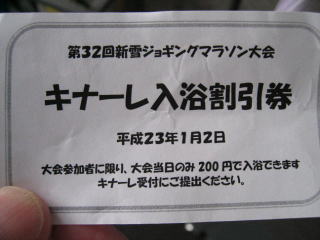 第32回新雪ジョギングマラソン大会
キナーレ入浴割引券
平成23年1月2日
大会参加者に限り、大会当日のみ200円で入浴できます
キナーレ受付にご提出ください。